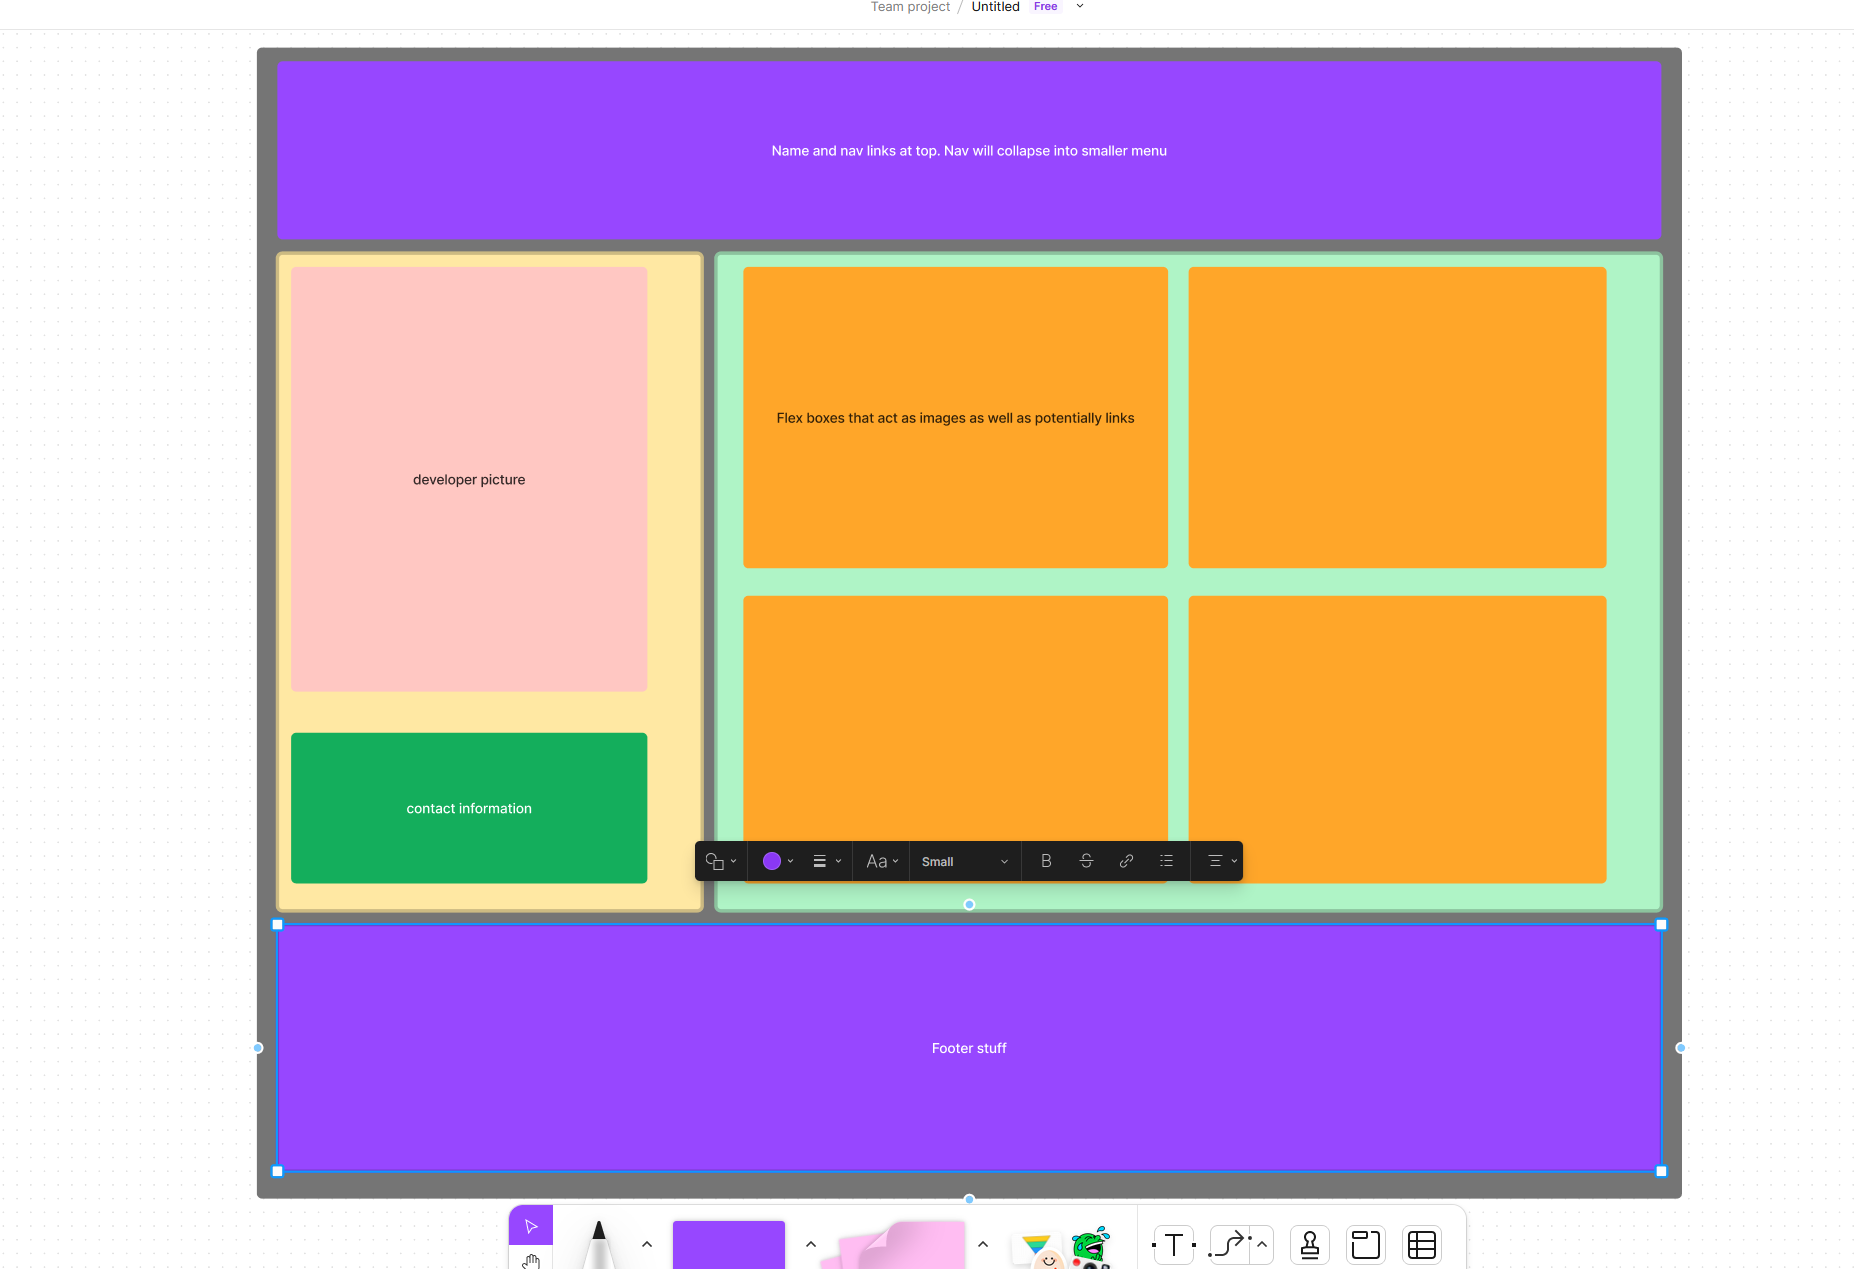 Team project / Untitled Free
Name and nav links at top. Nav will collapse into smaller menu
Flex boxes that act as images as well as potentially links
developer picture
contact information
Aa Small B S
Footer stuff
T